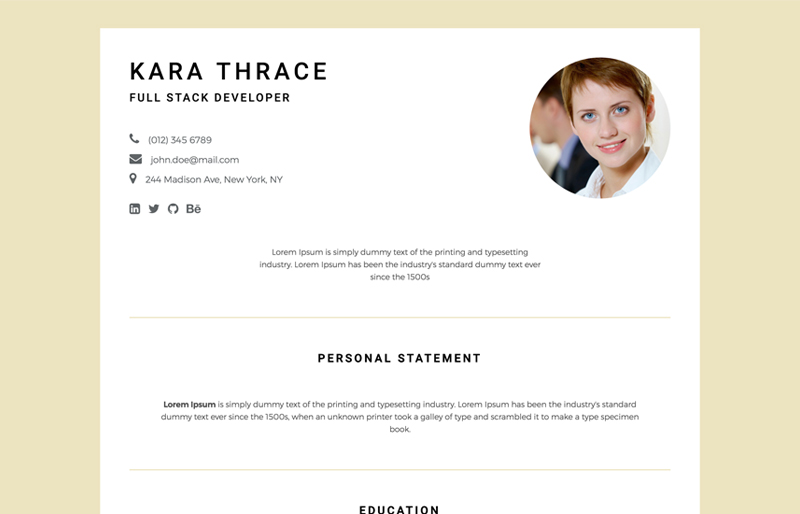 KARA THRACE
FULL STACK DEVELOPER
(012) 345 6789
john.doe@mail.com
244 Madison Ave, New York, NY
in Bē
Lorem Ipsum is simply dummy text of the printing and typesetting
industry. Lorem Ipsum has been the industry's standard dummy text ever
since the 1500s
PERSONAL STATEMENT
Lorem Ipsum is simply dummy text of the printing and typesetting industry. Lorem Ipsum has been the industry's standard
dummy text ever since the 1500s, when an unknown printer took a galley of type and scrambled it to make a type specimen
book.
EDUCATION